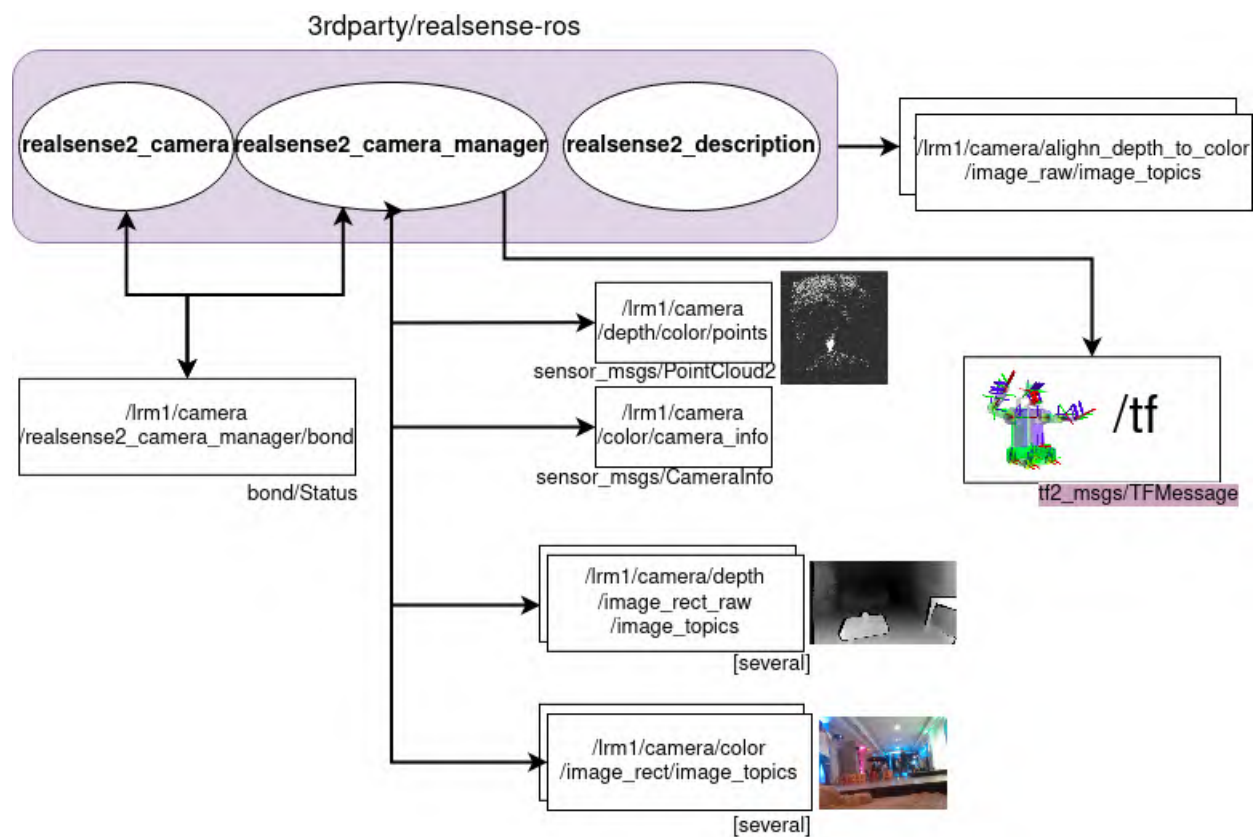 3rdparty/realsense-ros
realsense2_camera
realsense2_camera_manager
realsense2_description
/lrm1/camera/alighn_depth_to_color
/image_raw/image_topics
/lrm1/camera
/depth/color/points
sensor_msgs/PointCloud2
/lrm1/camera
/realsense2_camera_manager/bond
bond/Status
/lrm1/camera
/color/camera_info
sensor_msgs/CameraInfo
/tf
tf2_msgs/TFMessage
/lrm1/camera/depth
/image_rect_raw
/image_topics
[several]
/lrm1/camera/color
/image_rect/image_topics
[several]